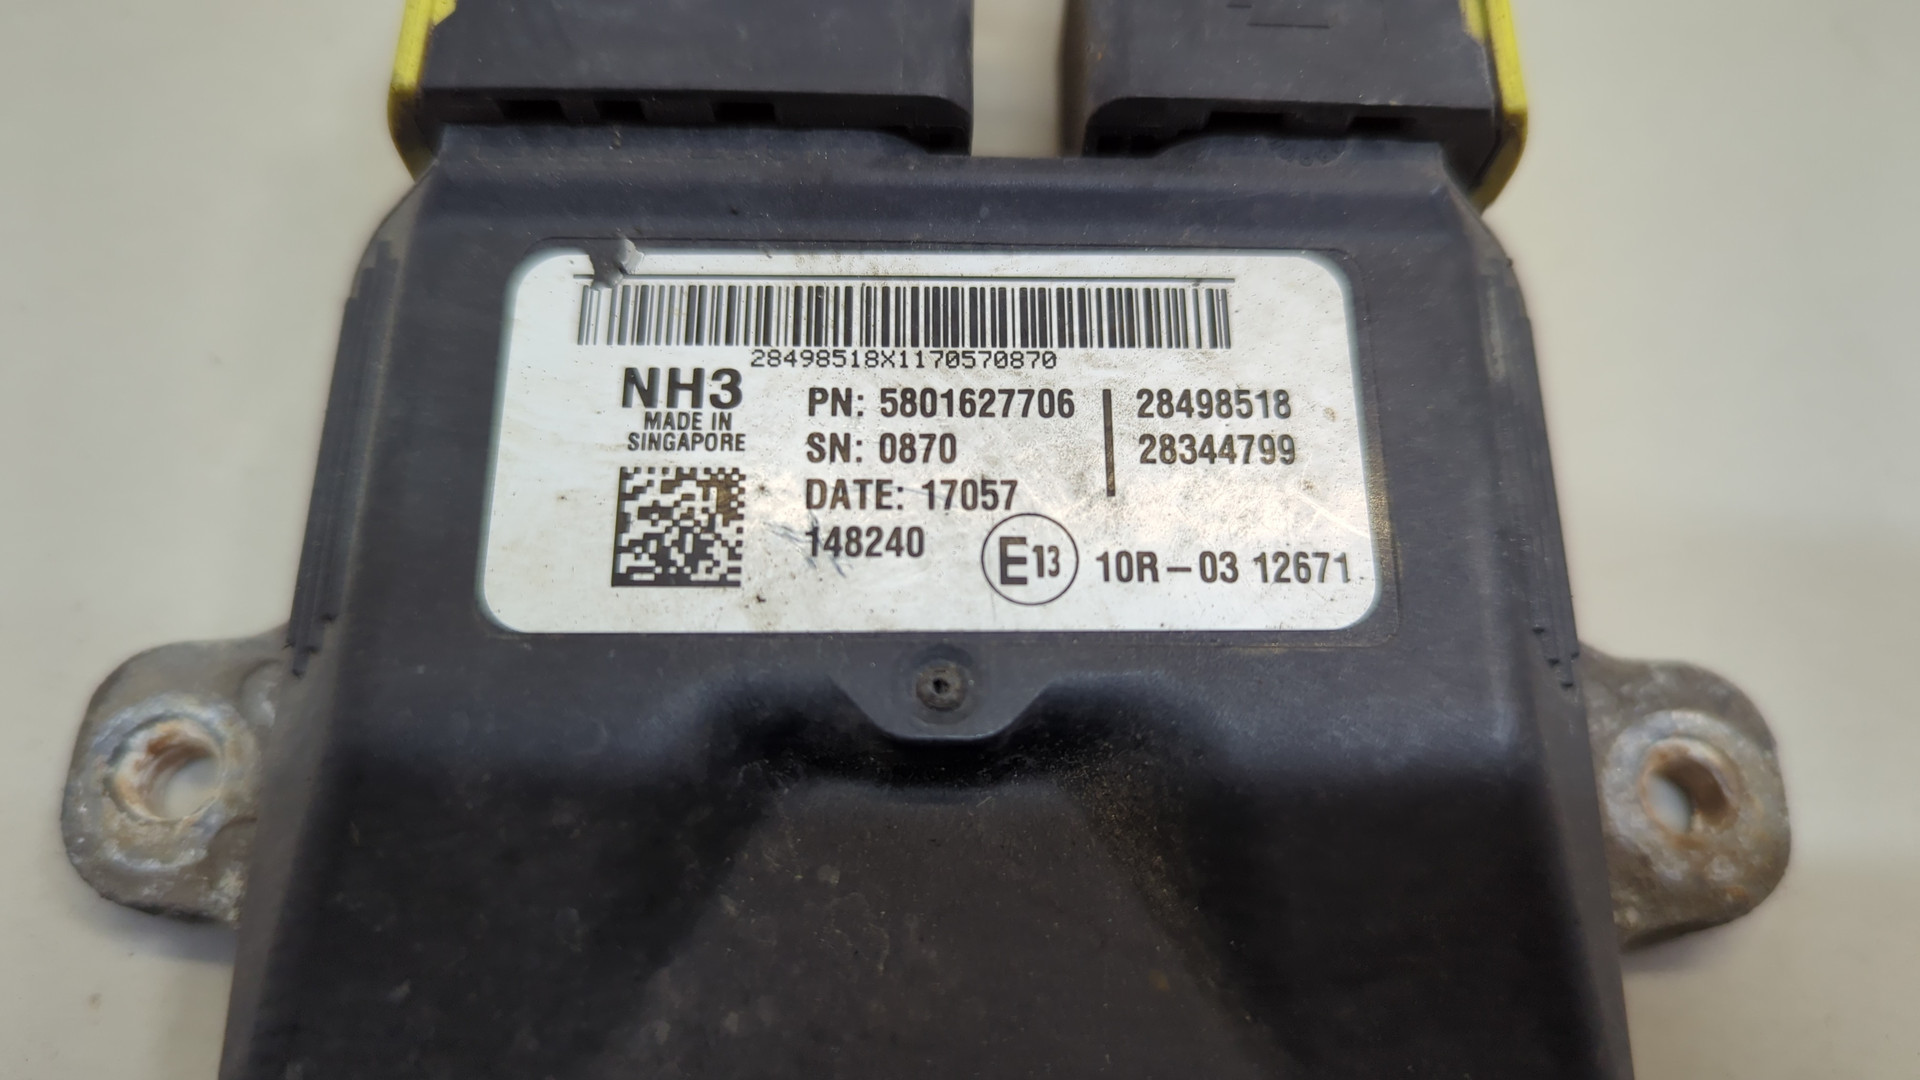 28498518X1170570870
NH3
MADE IN
SINGAPORE
PN: 5801627706
28498518
SN: 0870
28344799
DATE: 17057
148240
E13 10R-03 12671